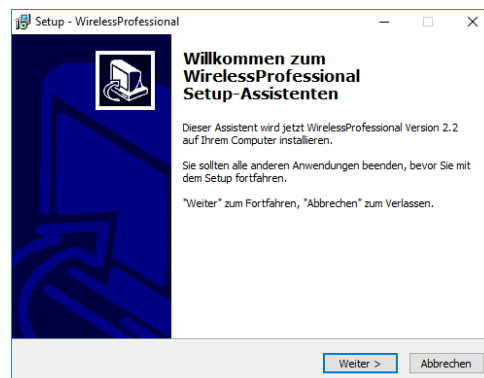 Setup - WirelessProfessional
Willkommen zum
WirelessProfessional
Setup-Assistenten
Dieser Assistent wird jetzt WirelessProfessional Version 2.2
auf Ihrem Computer installieren.
Sie sollten alle anderen Anwendungen beenden, bevor Sie mit
dem Setup fortfahren.
"Weiter" zum Fortfahren, "Abbrechen" zum Verlassen.
Weiter >
Abbrechen